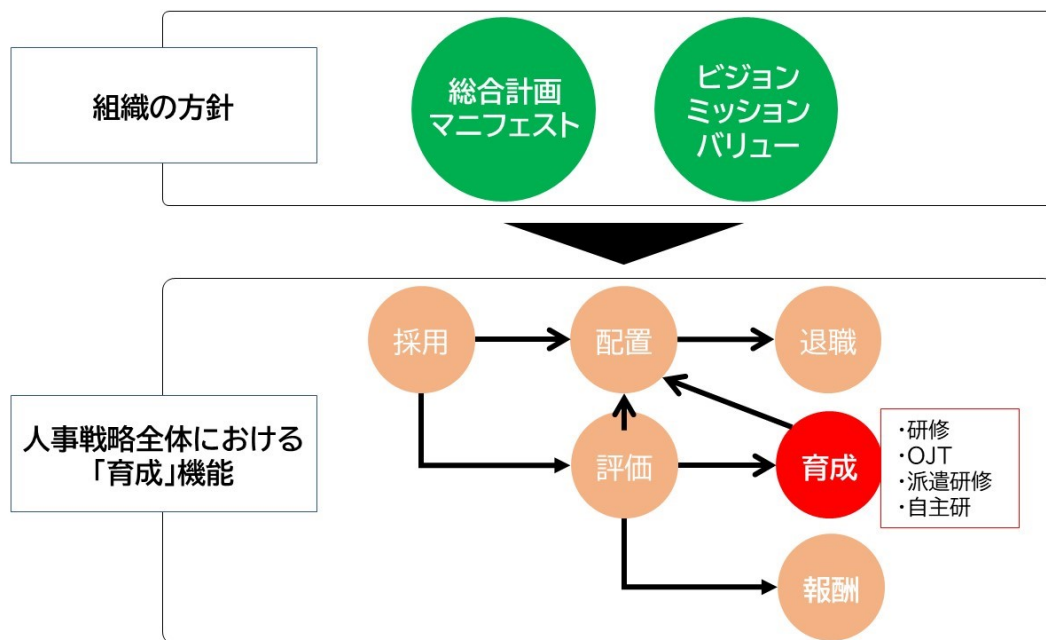 組織の方針
総合計画
マニフェスト
ビジョン
ミッション
バリュー
人事戦略全体における
「育成」機能
採用
配置
退職
評価
育成
・研修
・OJT
・派遣研修
・自主研
報酬